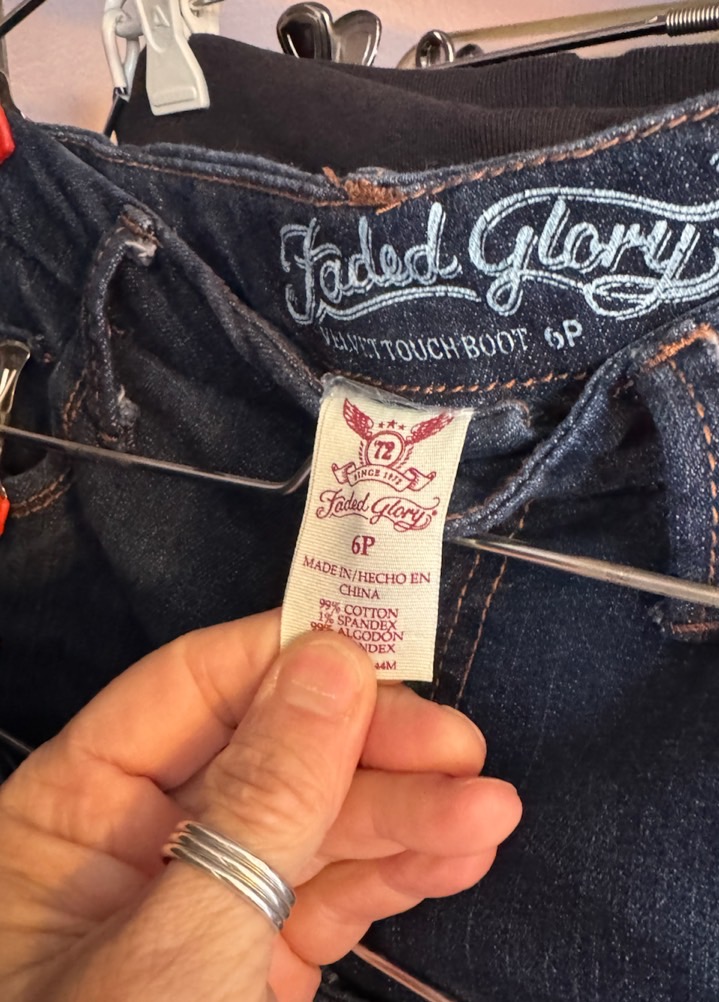 Faded Glory
VELVET TOUCH BOOT 6P
'72
SINCE 1972
Faded Glory®
6P
MADE IN/HECHO EN
CHINA
99% COTTON
1% SPANDEX
99% ALGODÓN